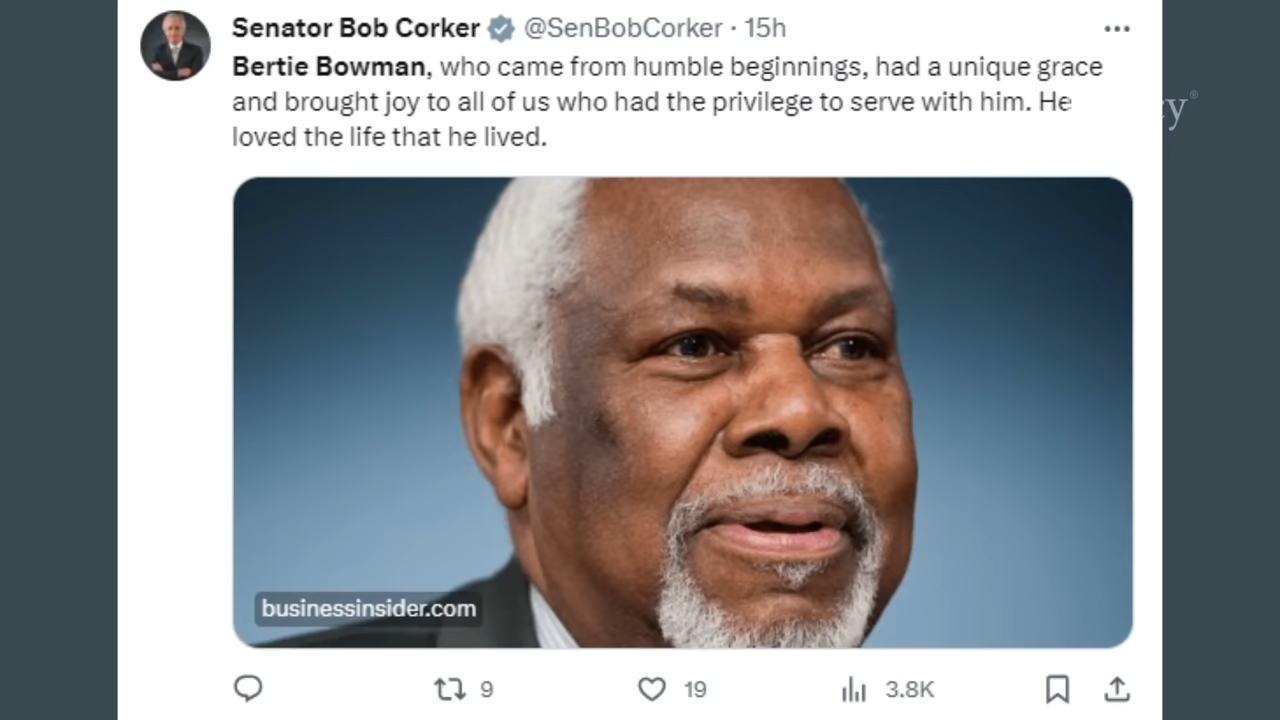 Senator Bob Corker @SenBobCorker · 15h
Bertie Bowman, who came from humble beginnings, had a unique grace
and brought joy to all of us who had the privilege to serve with him. He
loved the life that he lived.
businessinsider.com
9 19 3.8K